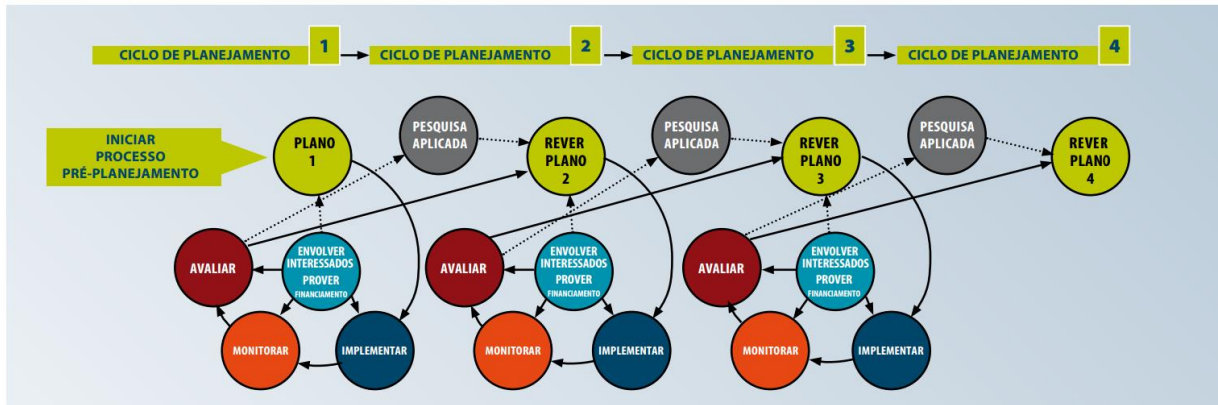 CICLO DE PLANEJAMENTO 1
CICLO DE PLANEJAMENTO 2
CICLO DE PLANEJAMENTO 3
CICLO DE PLANEJAMENTO 4
INICIAR
PROCESSO
PRÉ-PLANEJAMENTO
PLANO
1
PESQUISA
APLICADA
REVER
PLANO
2
PESQUISA
APLICADA
REVER
PLANO
3
PESQUISA
APLICADA
REVER
PLANO
4
AVALIAR
ENVOLVER
INTERESSADOS
PROVER
FINANCIAMENTO
MONITORAR
IMPLEMENTAR
AVALIAR
ENVOLVER
INTERESSADOS
PROVER
FINANCIAMENTO
MONITORAR
IMPLEMENTAR
AVALIAR
ENVOLVER
INTERESSADOS
PROVER
FINANCIAMENTO
MONITORAR
IMPLEMENTAR